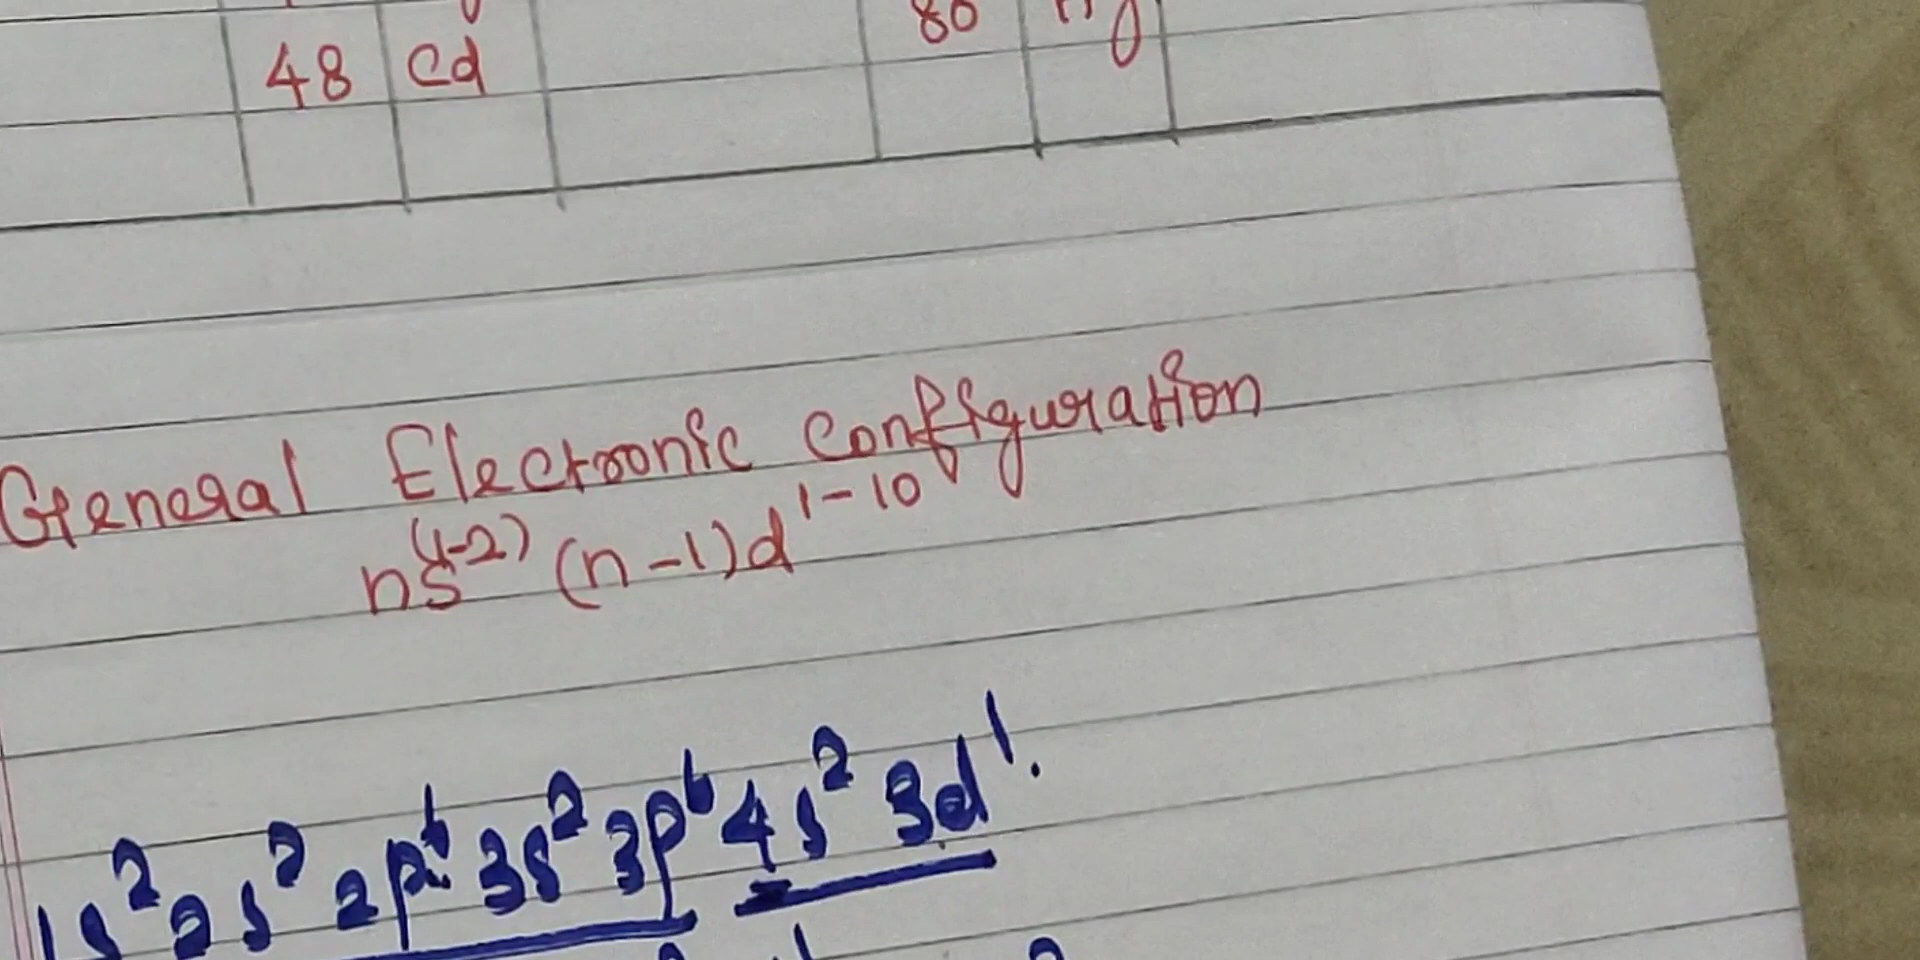 48 Cd 80 Hg
General Electronic Configuration
ns⁽¹⁻²⁾ (n-1)d¹⁻¹⁰
1s² 2s² 2p⁶ 3s² 3p⁶ 4s² 3d¹.